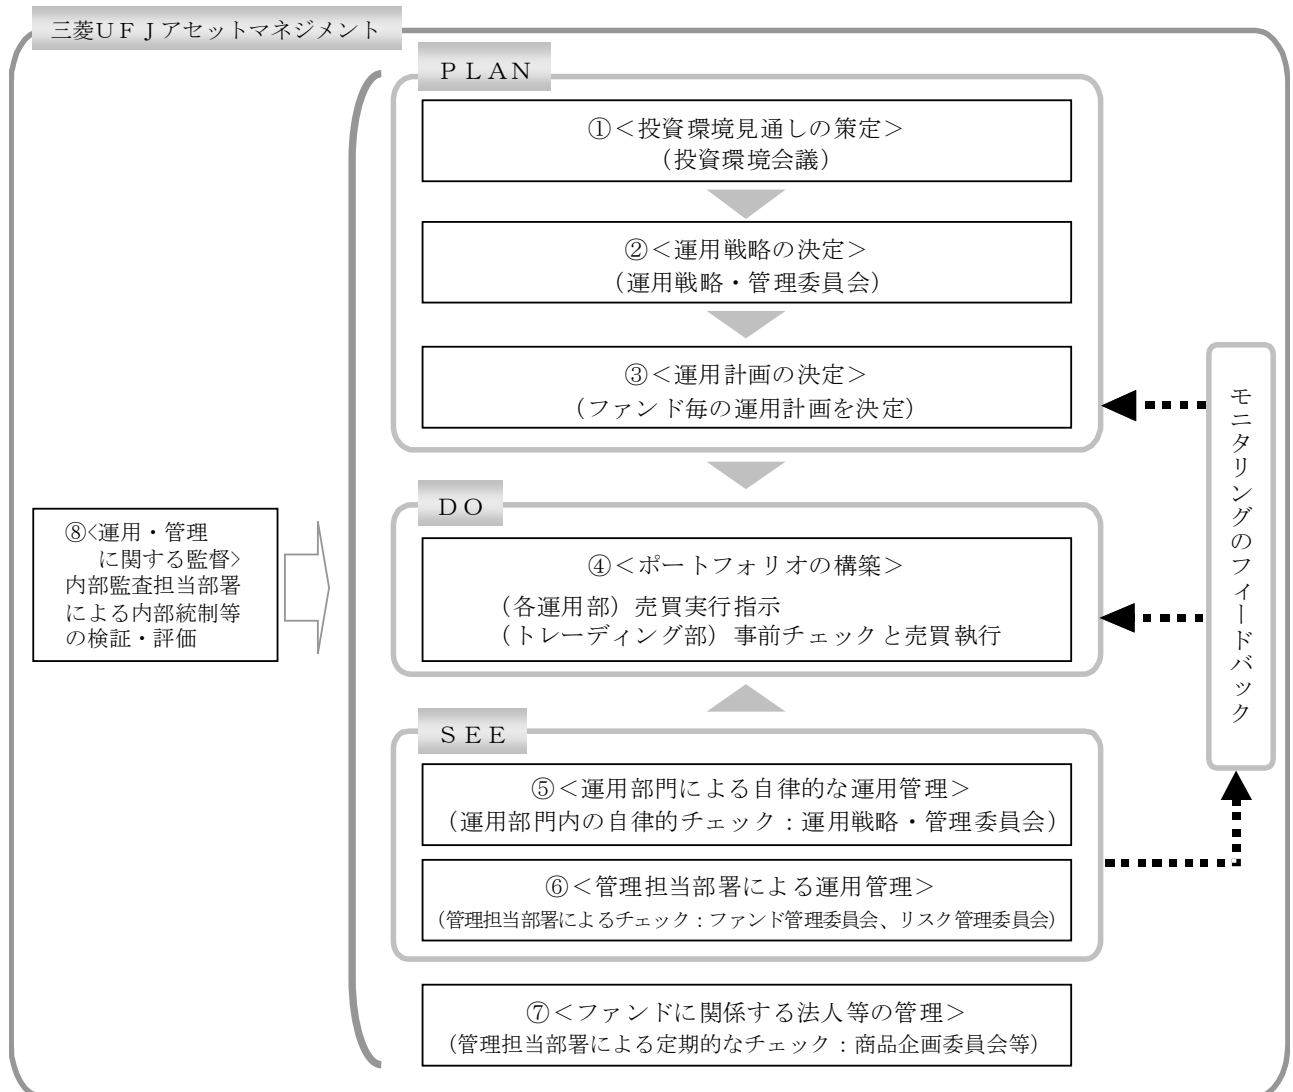 三菱ＵＦＪアセットマネジメント
ＰＬＡＮ
①＜投資環境見通しの策定＞
（投資環境会議）
②＜運用戦略の決定＞
（運用戦略・管理委員会）
③＜運用計画の決定＞
（ファンド毎の運用計画を決定）
ＤＯ
④＜ポートフォリオの構築＞
（各運用部）売買実行指示
（トレーディング部）事前チェックと売買執行
ＳＥＥ
⑤＜運用部門による自律的な運用管理＞
（運用部門内の自律的チェック：運用戦略・管理委員会）
⑥＜管理担当部署による運用管理＞
（管理担当部署によるチェック：ファンド管理委員会、リスク管理委員会）
⑦＜ファンドに関係する法人等の管理＞
（管理担当部署による定期的なチェック：商品企画委員会等）
⑧<運用・管理
に関する監督>
内部監査担当部署
による内部統制等
の検証・評価
モニタリングのフィードバック